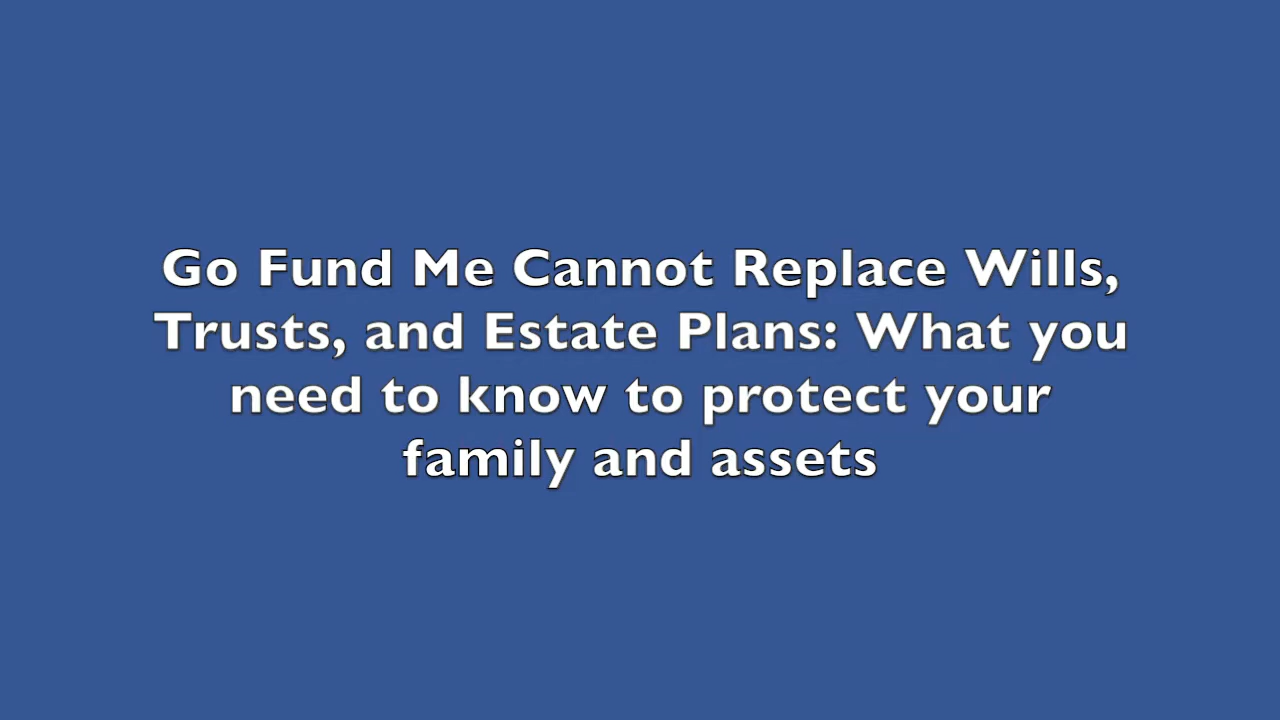 Go Fund Me Cannot Replace Wills,
Trusts, and Estate Plans: What you
need to know to protect your
family and assets